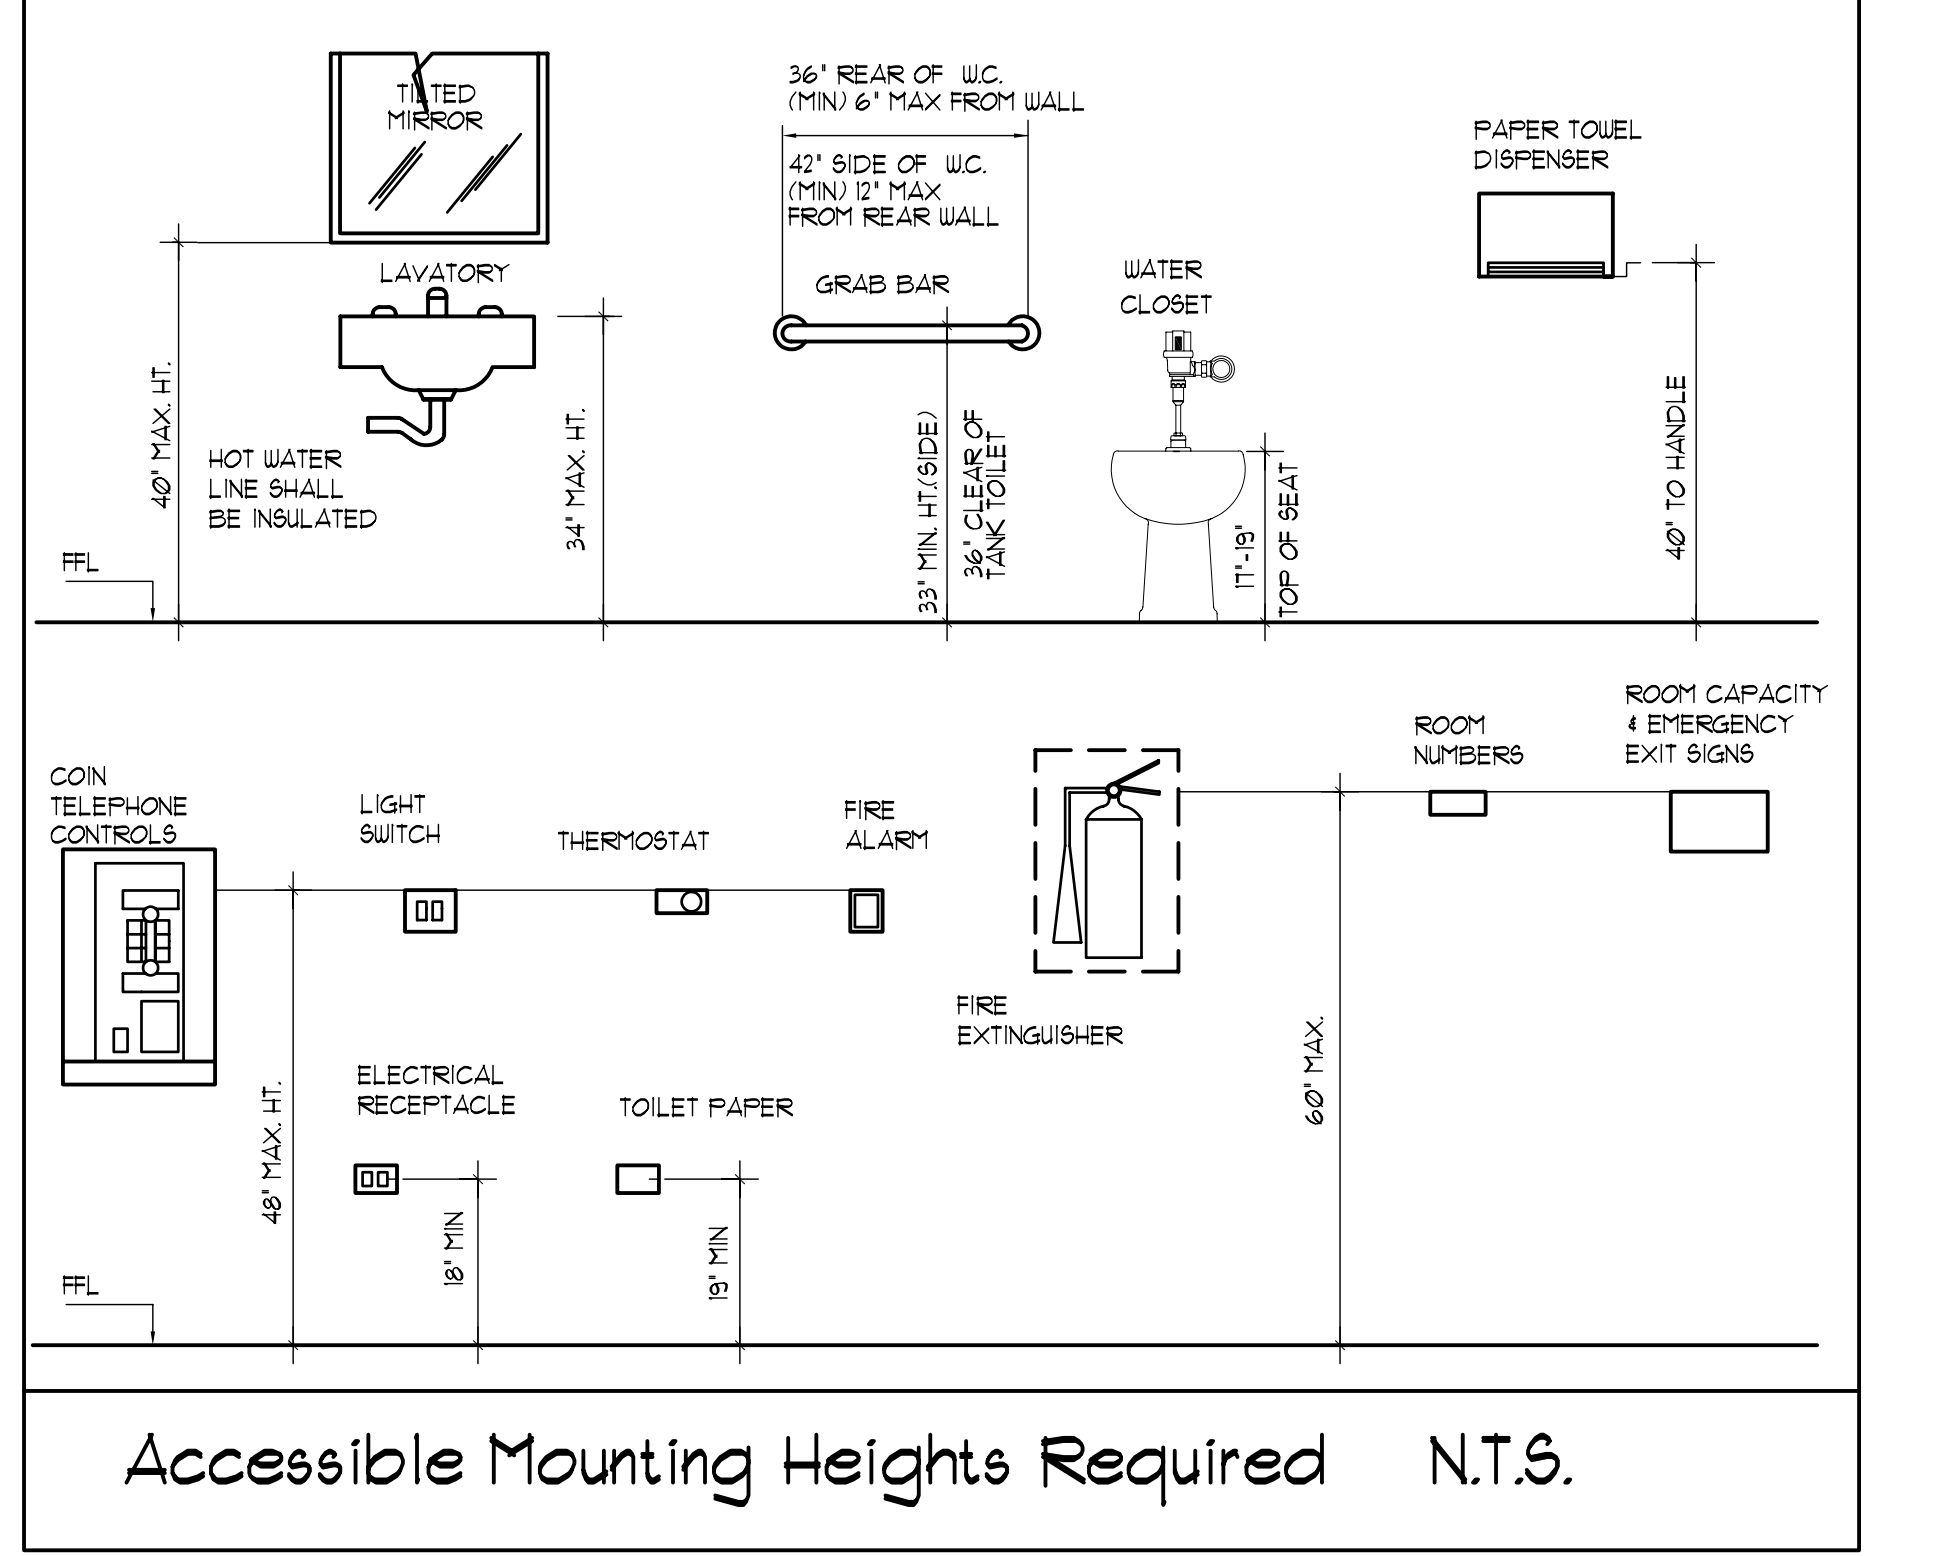 TILTED
MIRROR
LAVATORY
40" MAX. HT.
HOT WATER
LINE SHALL
BE INSULATED
34" MAX. HT.
FFL
36" REAR OF W.C.
(MIN) 6" MAX FROM WALL
42" SIDE OF W.C.
(MIN) 12" MAX
FROM REAR WALL
GRAB BAR
33" MIN. HT.(SIDE)
36" CLEAR OF
TANK TOILET
WATER
CLOSET
17"-19"
TOP OF SEAT
PAPER TOWEL
DISPENSER
40" TO HANDLE
COIN
TELEPHONE
CONTROLS
LIGHT
SWITCH
THERMOSTAT
FIRE
ALARM
48" MAX. HT.
ELECTRICAL
RECEPTACLE
18" MIN
TOILET PAPER
19" MIN
FIRE
EXTINGUISHER
60" MAX.
ROOM
NUMBERS
ROOM CAPACITY
& EMERGENCY
EXIT SIGNS
FFL
Accessible Mounting Heights Required N.T.S.